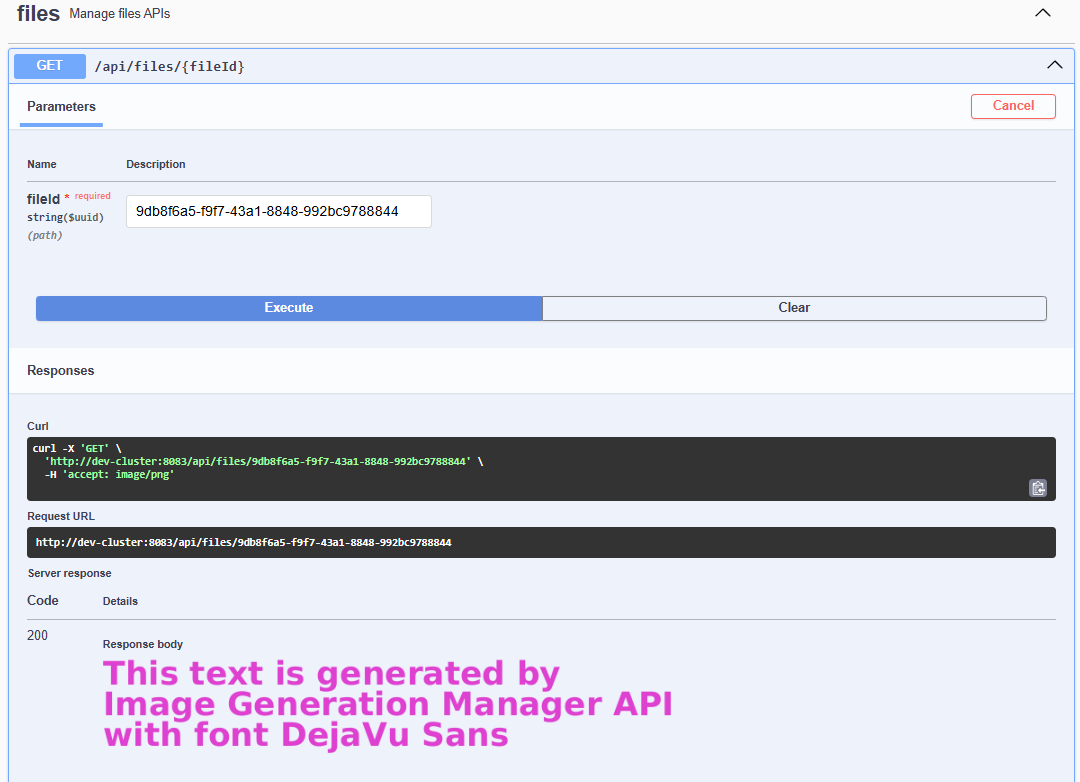 files Manage files APIs
GET /api/files/{fileId}
Parameters Cancel
Name Description
fileId * required
string($uuid)
(path)
9db8f6a5-f9f7-43a1-8848-992bc9788844
Execute Clear
Responses
Curl
curl -X 'GET' \
'http://dev-cluster:8083/api/files/9db8f6a5-f9f7-43a1-8848-992bc9788844' \
-H 'accept: image/png'
Request URL
http://dev-cluster:8083/api/files/9db8f6a5-f9f7-43a1-8848-992bc9788844
Server response
Code Details
200
Response body
This text is generated by
Image Generation Manager API
with font DejaVu Sans